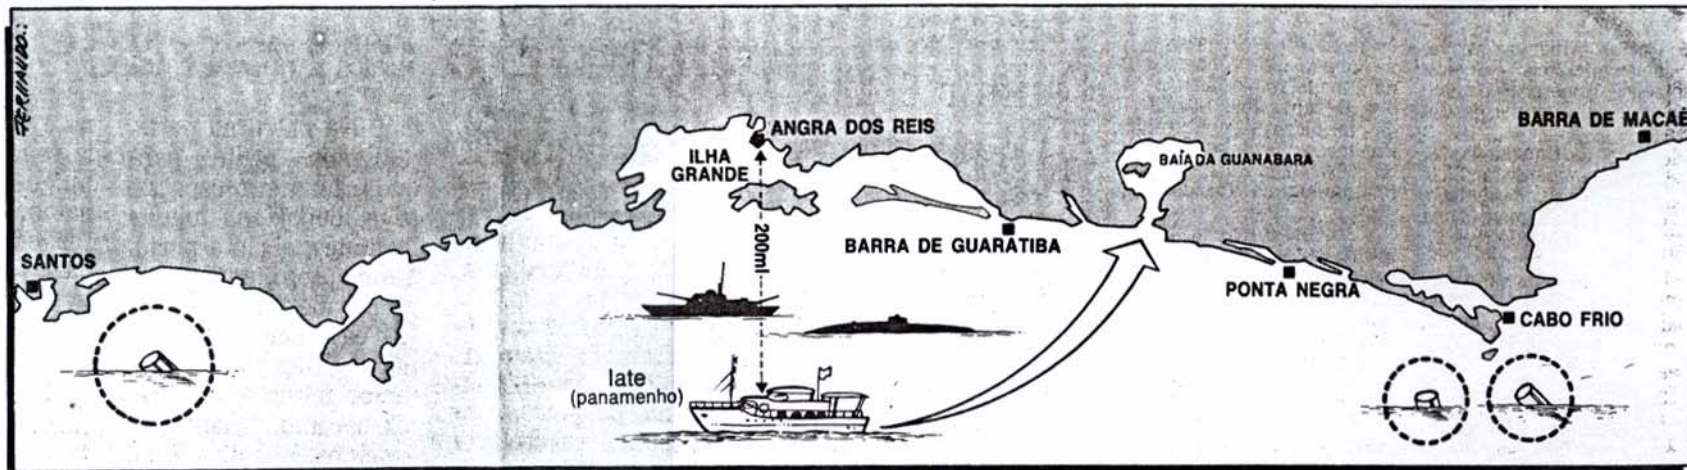 FERNANDO.:
SANTOS
ILHA
GRANDE
ANGRA DOS REIS
200ml
BARRA DE GUARATIBA
BAÍA DA GUANABARA
BARRA DE MACAÉ
PONTA NEGRA
CABO FRIO
Iate
(panamenho)